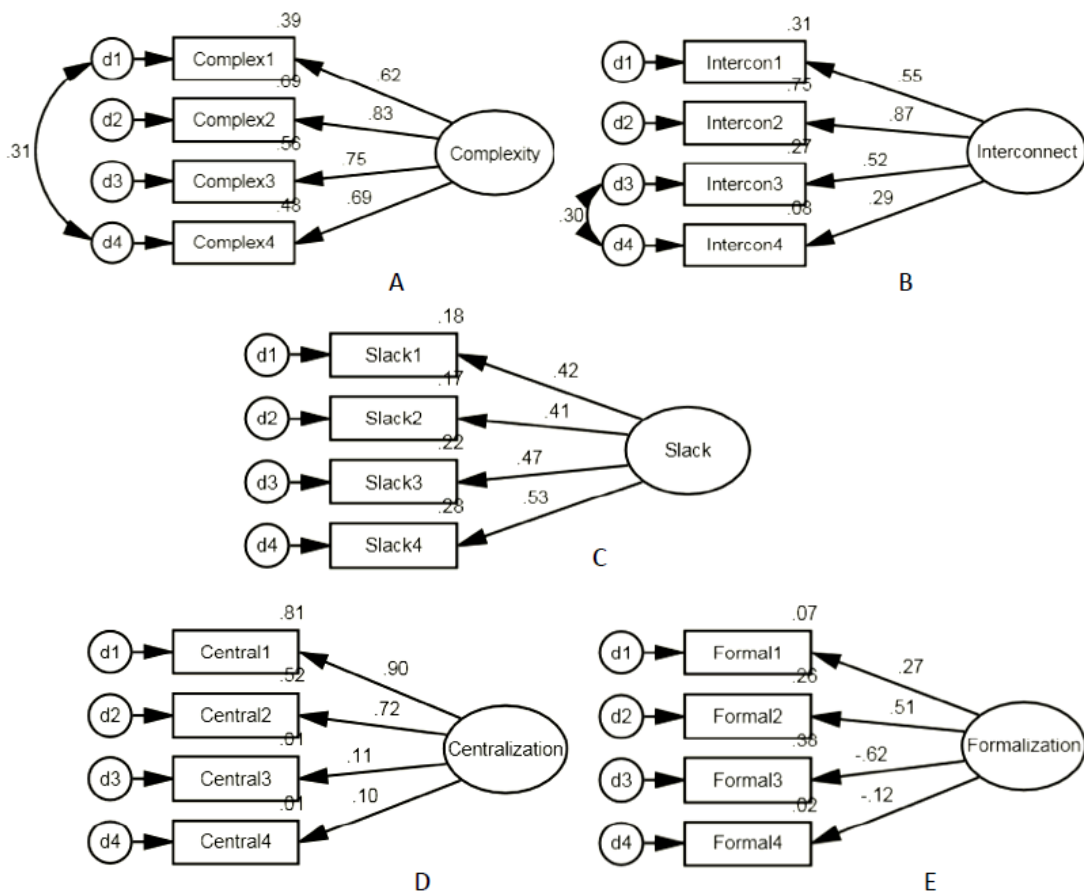 .39
d1 Complex1 .62
.69
d2 Complex2 .83
.56
.31
d3 Complex3 .75
.48
d4 Complex4 .69
Complexity
A
.31
d1 Intercon1 .55
.75
d2 Intercon2 .87
.27
d3 Intercon3 .52
.08
.30
d4 Intercon4 .29
Interconnect
B
.18
d1 Slack1 .42
.17
d2 Slack2 .41
.22
d3 Slack3 .47
.28
d4 Slack4 .53
Slack
C
.81
d1 Central1 .90
.52
d2 Central2 .72
.01
d3 Central3 .11
.01
d4 Central4 .10
Centralization
D
.07
d1 Formal1 .27
.26
d2 Formal2 .51
.38
d3 Formal3 -.62
.02
d4 Formal4 -.12
Formalization
E